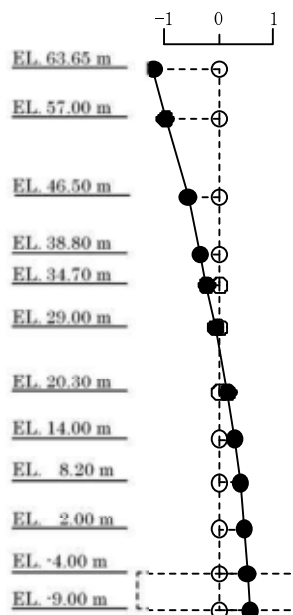 -1 0 1
EL. 63.65 m
EL. 57.00 m
EL. 46.50 m
EL. 38.80 m
EL. 34.70 m
EL. 29.00 m
EL. 20.30 m
EL. 14.00 m
EL. 8.20 m
EL. 2.00 m
EL. -4.00 m
EL. -9.00 m